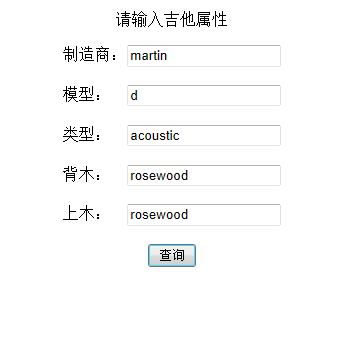 请输入吉他属性
制造商： martin
模型： d
类型： acoustic
背木： rosewood
上木： rosewood
查询